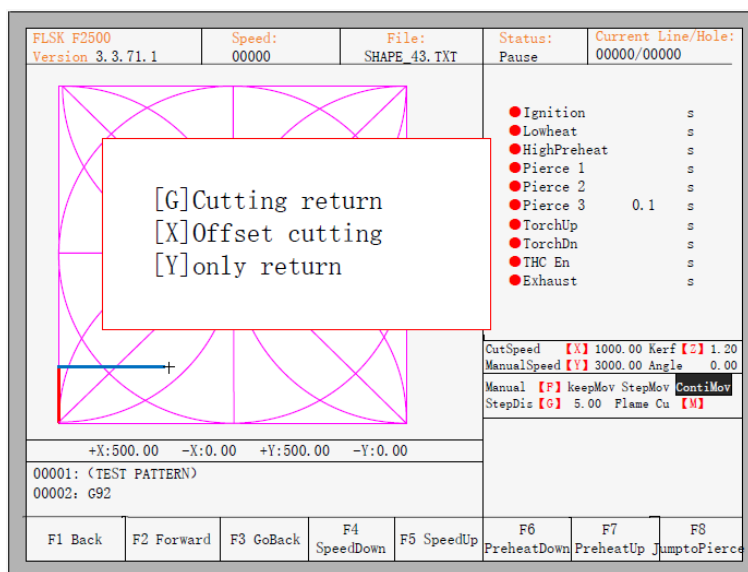 FLSK F2500
Version 3.3.71.1
Speed:
00000
File:
SHAPE_43.TXT
Status:
Pause
Current Line/Hole:
00000/00000
[G]Cutting return
[X]Offset cutting
[Y]only return
Ignition s
Lowheat s
HighPreheat s
Pierce 1 s
Pierce 2 s
Pierce 3 0.1 s
TorchUp s
TorchDn s
THC En s
Exhaust s
CutSpeed 【X】 1000.00 Kerf 【Z】 1.20
ManualSpeed 【Y】 3000.00 Angle 0.00
Manual 【F】 keepMov StepMov ContiMov
StepDis 【G】 5.00 Plame Cu 【M】
+X:500.00 -X:0.00 +Y:500.00 -Y:0.00
00001: (TEST PATTERN)
00002: G92
F1 Back
F2 Forward
F3 GoBack
F4
SpeedDown
F5 SpeedUp
F6
PreheatDown
F7
PreheatUp
F8
JumptoPierce